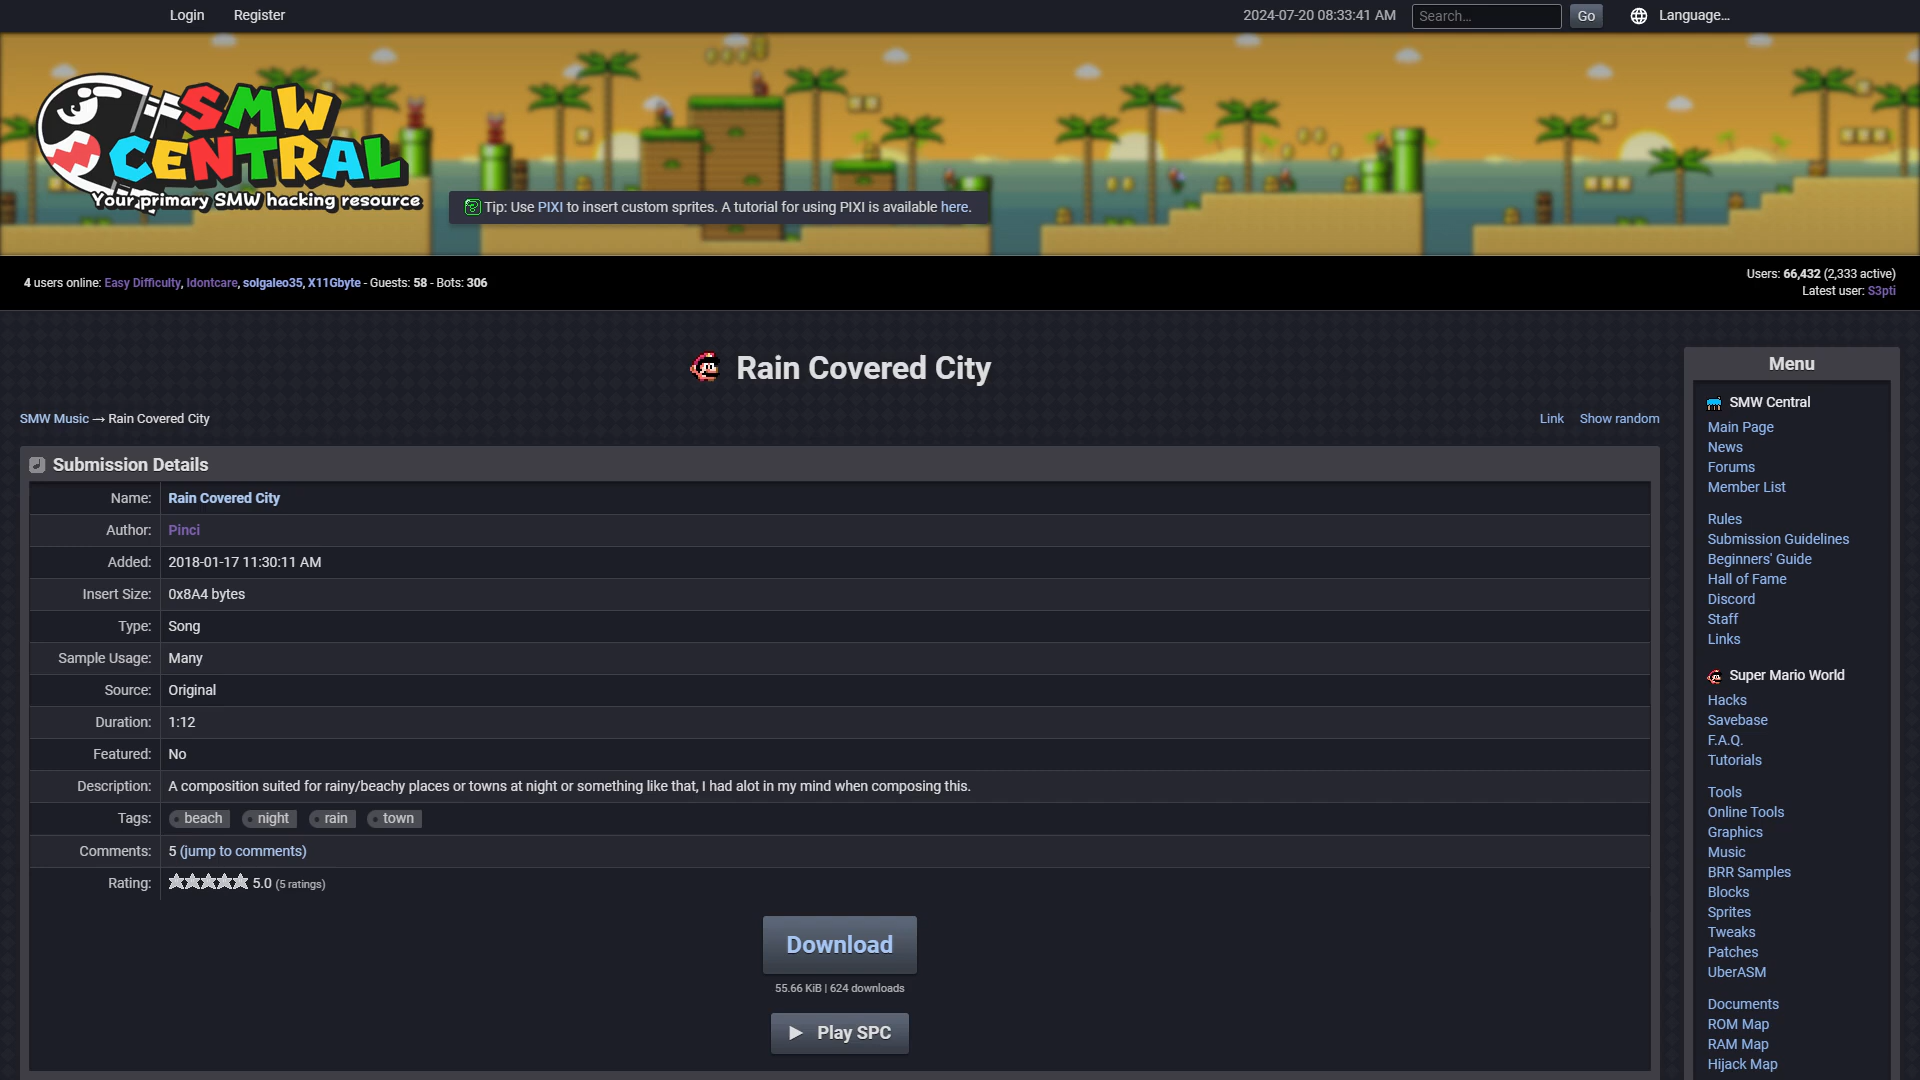 Login
Register
2024-07-20 08:33:41 AM
Search...
Go
Language...
SMW
CENTRAL
Your primary SMW hacking resource
Tip: Use PIXI to insert custom sprites. A tutorial for using PIXI is available here.
4 users online: Easy Difficulty, Idontcare, solgaleo35, X11Gbyte - Guests: 58 - Bots: 306
Users: 66,432 (2,333 active)
Latest user: S3pti
Rain Covered City
SMW Music → Rain Covered City
Link
Show random
Submission Details
Name: Rain Covered City
Author: Pinci
Added: 2018-01-17 11:30:11 AM
Insert Size: 0x8A4 bytes
Type: Song
Sample Usage: Many
Source: Original
Duration: 1:12
Featured: No
Description: A composition suited for rainy/beachy places or towns at night or something like that, I had alot in my mind when composing this.
Tags: beach night rain town
Comments: 5 (jump to comments)
Rating: 5.0 (5 ratings)
Download
55.66 KiB | 624 downloads
Play SPC
Menu
SMW Central
Main Page
News
Forums
Member List
Rules
Submission Guidelines
Beginners' Guide
Hall of Fame
Discord
Staff
Links
Super Mario World
Hacks
Savebase
F.A.Q.
Tutorials
Tools
Online Tools
Graphics
Music
BRR Samples
Blocks
Sprites
Tweaks
Patches
UberASM
Documents
ROM Map
RAM Map
Hijack Map